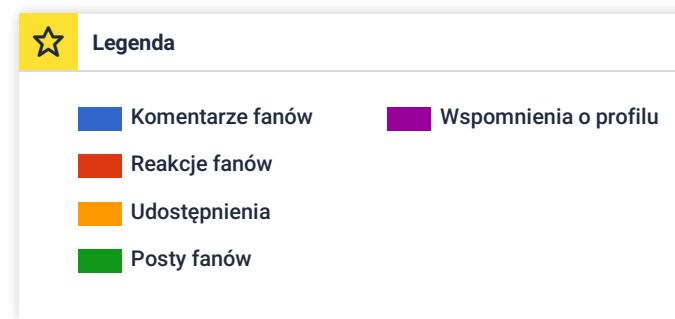 Legenda
Komentarze fanów
Wspomnienia o profilu
Reakcje fanów
Udostępnienia
Posty fanów